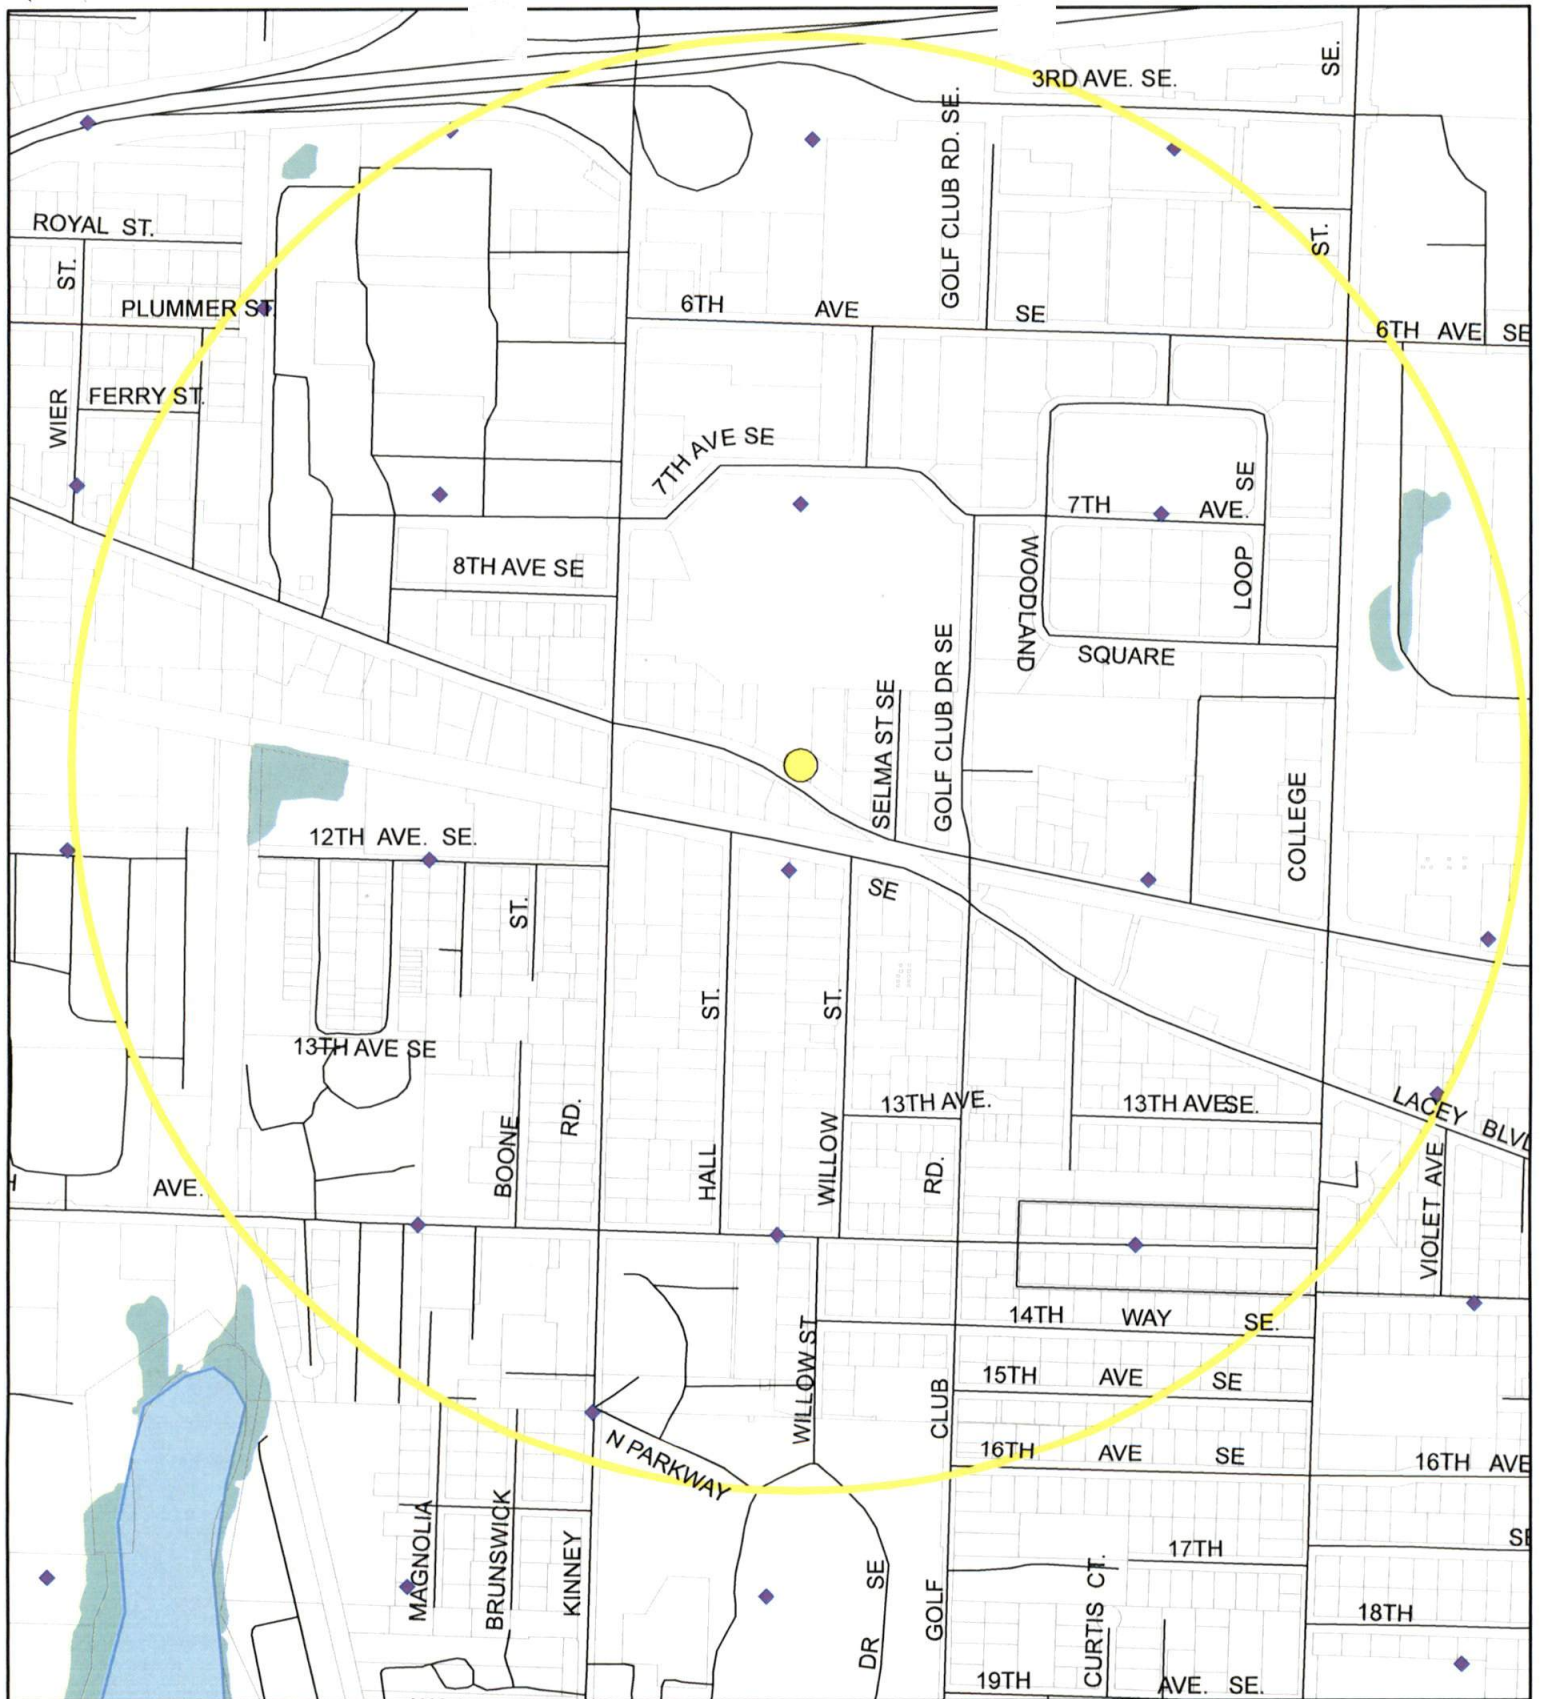 3RD AVE. SE.
SE.
GOLF CLUB RD. SE.
ROYAL ST.
ST.
ST.
PLUMMER ST.
6TH AVE SE
6TH AVE SE
WIER
FERRY ST.
7TH AVE SE
7TH AVE.
SE
LOOP
WOODLAND
8TH AVE SE
SQUARE
SELMA ST SE
GOLF CLUB DR SE
COLLEGE
12TH AVE. SE.
SE
ST.
ST.
ST.
13TH AVE SE
13TH AVE.
13TH AVE SE.
LACEY BLVD
BOONE
RD.
HALL
WILLOW
RD.
VIOLET AVE
H AVE.
14TH WAY SE.
WILLOW ST
15TH AVE SE
CLUB
N PARKWAY
16TH AVE SE
16TH AVE
MAGNOLIA
BRUNSWICK
KINNEY
SE
17TH
SE
DR
GOLF
CURTIS CT.
18TH
19TH AVE. SE.